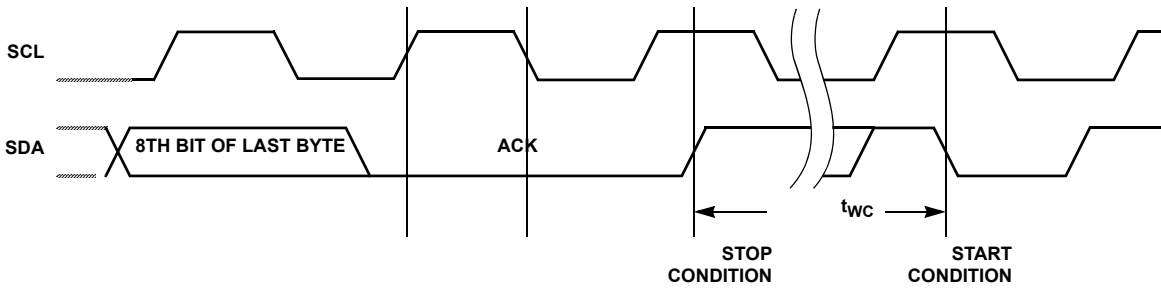 SCL
SDA
8TH BIT OF LAST BYTE
ACK
tWC
STOP
CONDITION
START
CONDITION